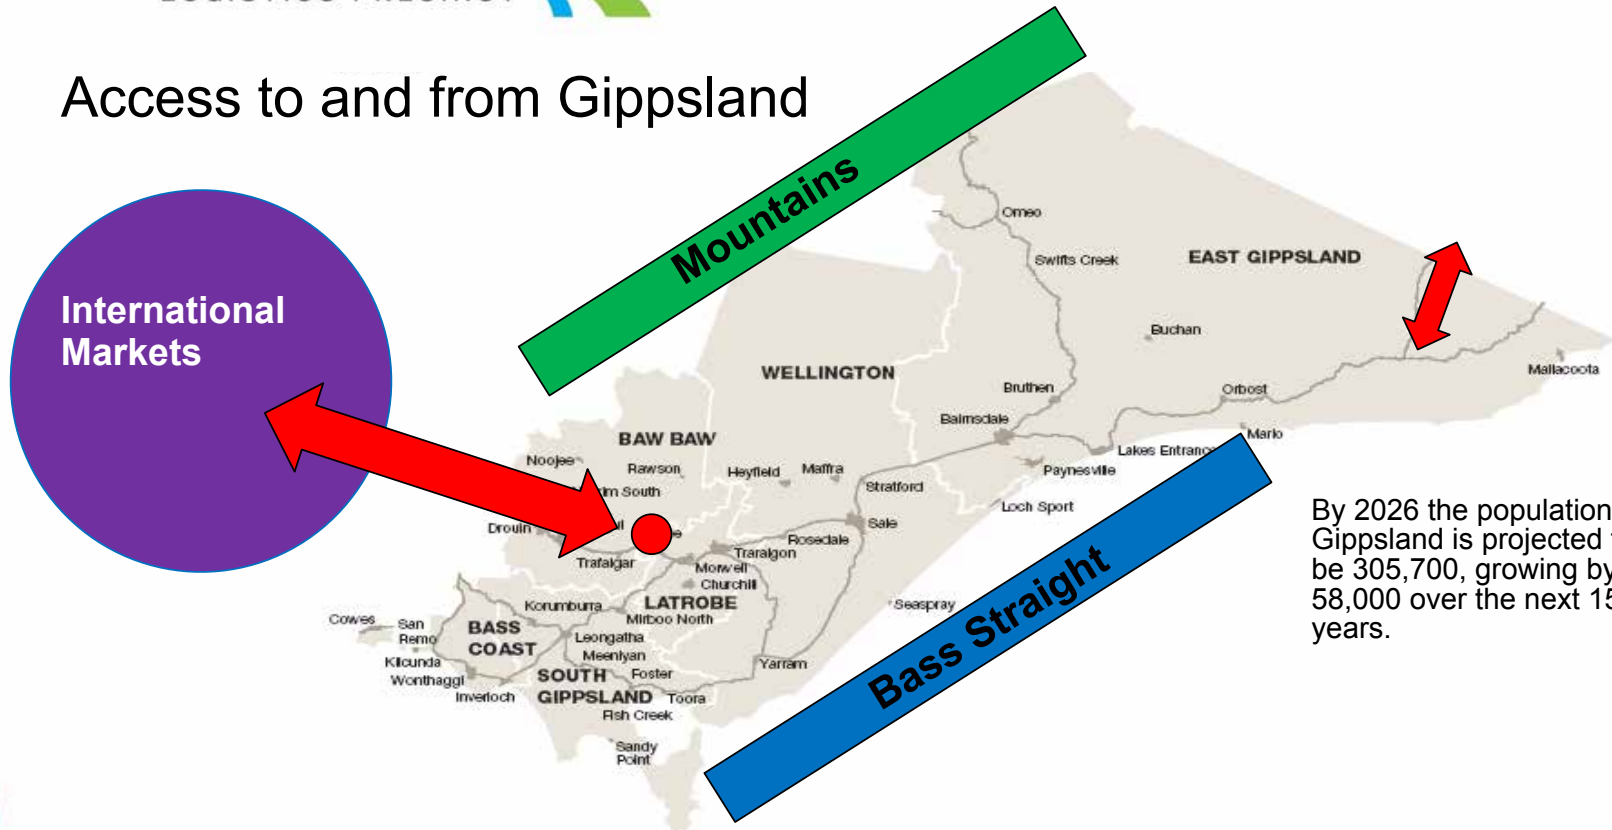 Access to and from Gippsland
Mountains
Omeo
Swifts Creek
EAST GIPPSLAND
International
Markets
Buchan
WELLINGTON
Mallacoota
Bruthen
Orbost
Bairnsdale
BAW BAW
Marlo
Lakes Entrance
Noojee
Rawson
Heyfield
Maffra
Paynesville
South
Stratford
Loch Sport
Drouin
Sale
Rosedale
Traralgon
Trafalgar
Morwell
Churchill
Korumburra
LATROBE
Mirboo North
Seaspray
Cowes
San
Remo
BASS
COAST
Leongatha
Meeniyan
Kilcunda
Wonthaggi
Yarram
SOUTH
GIPPSLAND
Foster
Inverloch
Toora
Fish Creek
Sandy
Point
Bass Straight
By 2026 the population
Gippsland is projected
be 305,700, growing by
58,000 over the next
years.